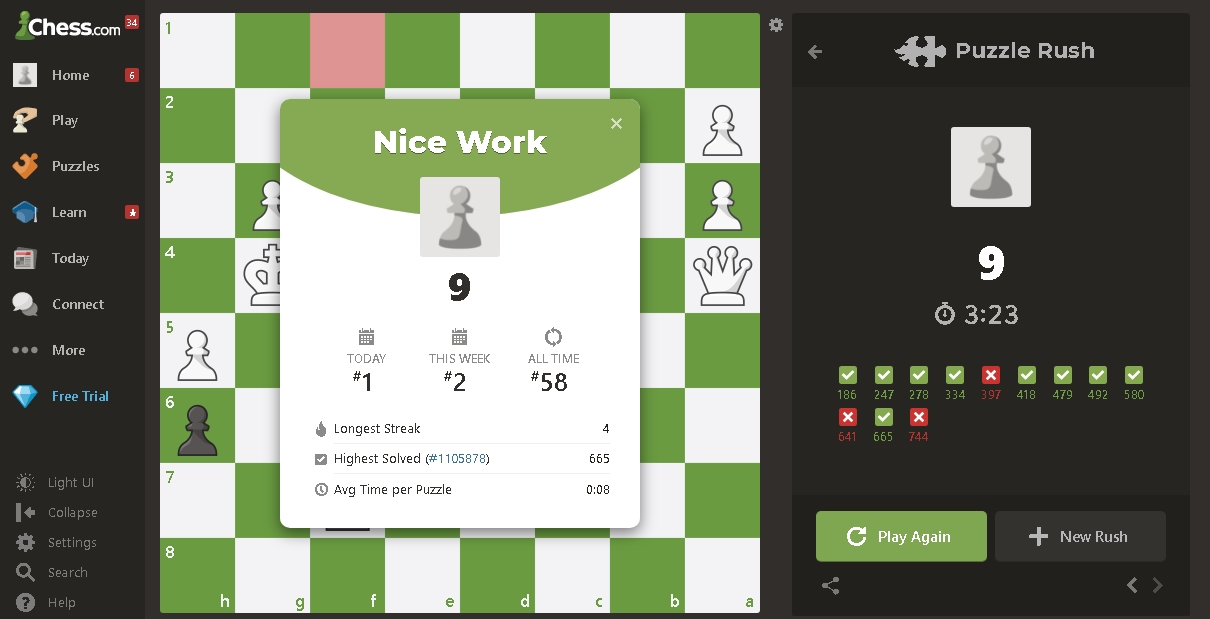 Chess.com
34
Home
6
Play
Puzzles
Learn
Today
Connect
More
Free Trial
Light UI
Collapse
Settings
Search
Help
1
2
3
4
5
6
7
8
h g f e d c b a
Nice Work
9
TODAY THIS WEEK ALL TIME
#1 #2 #58
Longest Streak 4
Highest Solved (#1105878) 665
Avg Time per Puzzle 0:08
Puzzle Rush
9
3:23
186 247 278 334 397 418 479 492 580
641 665 744
Play Again New Rush